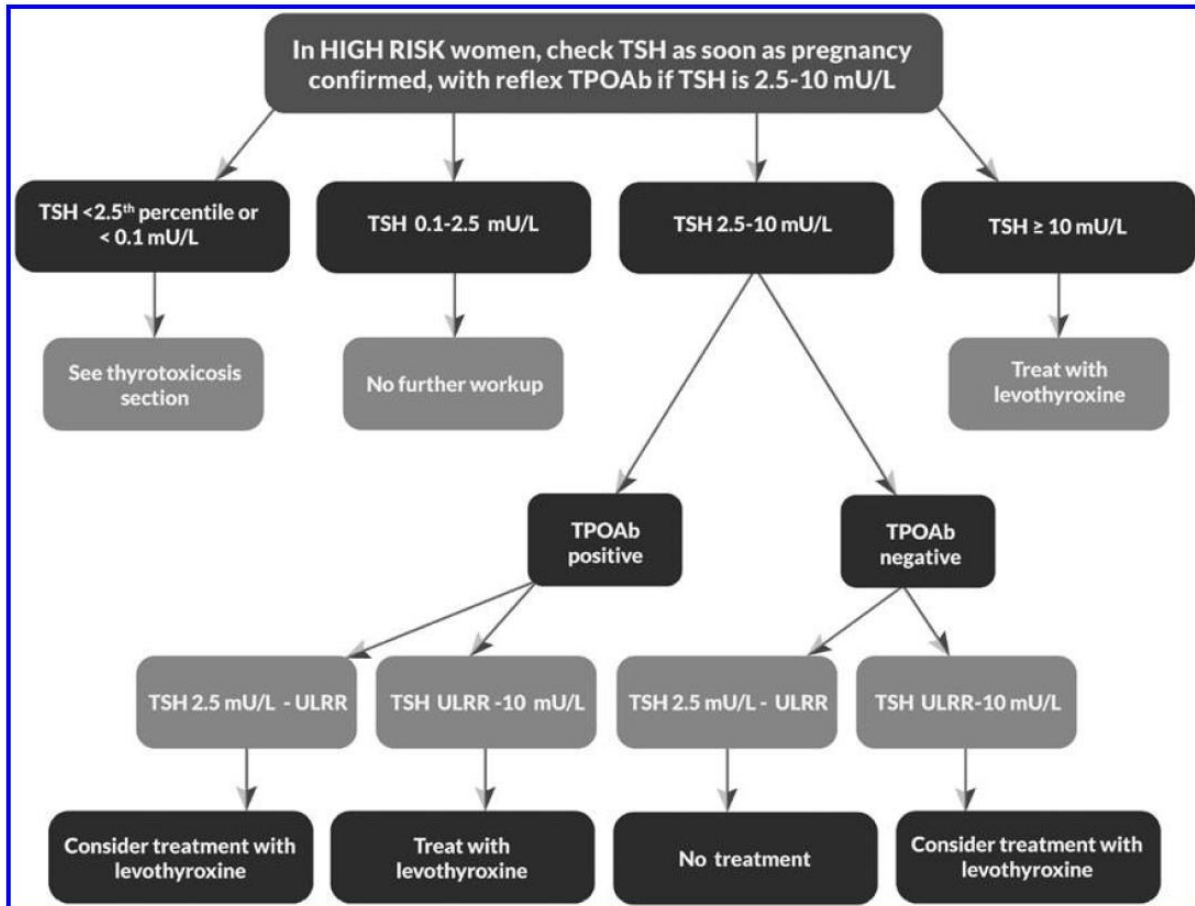 In HIGH RISK women, check TSH as soon as pregnancy
confirmed, with reflex TPOAb if TSH is 2.5-10 mU/L
TSH <2.5th percentile or
< 0.1 mU/L
TSH 0.1-2.5 mU/L
TSH 2.5-10 mU/L
TSH ≥ 10 mU/L
See thyrotoxicosis
section
No further workup
Treat with
levothyroxine
TPOAb
positive
TPOAb
negative
TSH 2.5 mU/L - ULRR
TSH ULRR -10 mU/L
TSH 2.5 mU/L - ULRR
TSH ULRR-10 mU/L
Consider treatment with
levothyroxine
Treat with
levothyroxine
No treatment
Consider treatment with
levothyroxine